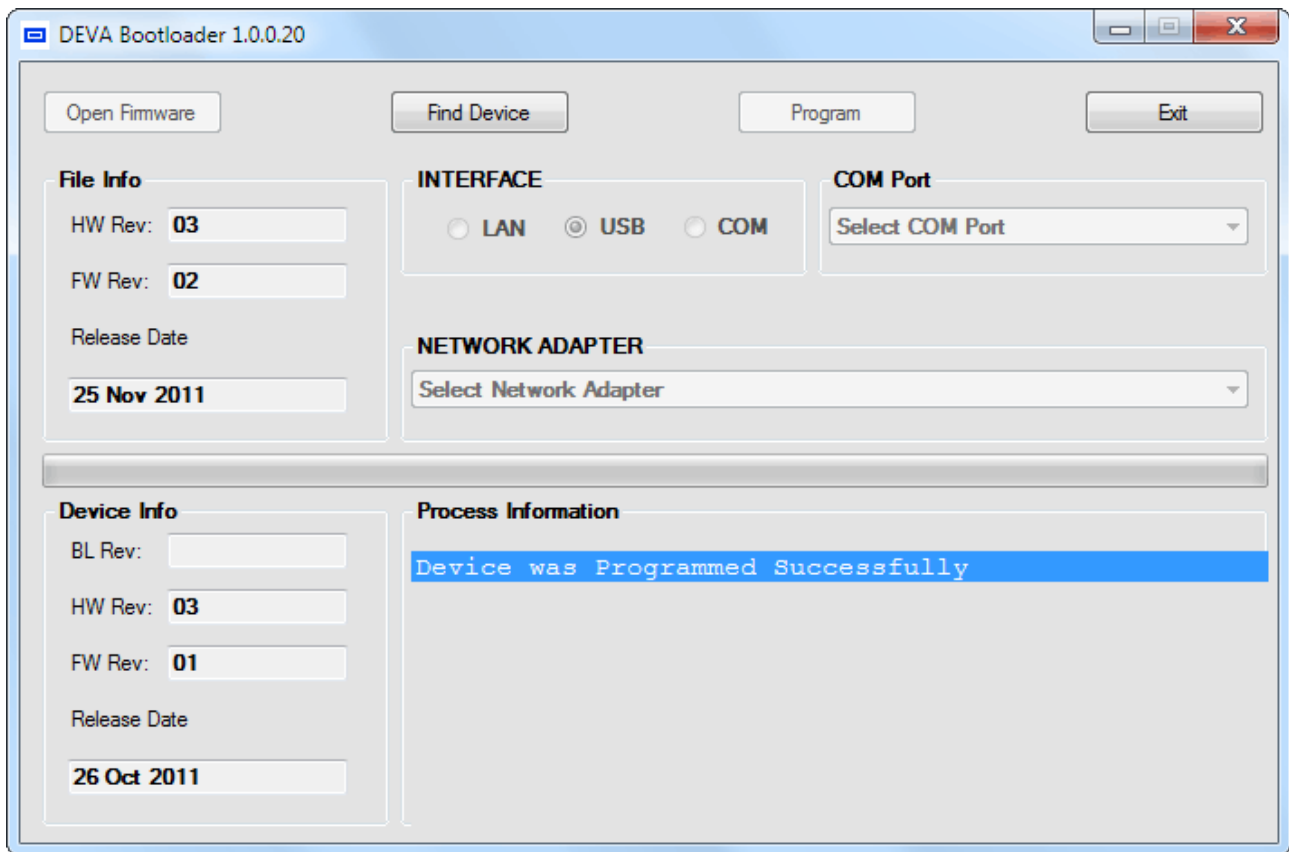 DEVA Bootloader 1.0.0.20
Open Firmware Find Device Program Exit
File Info INTERFACE COM Port
HW Rev: 03 LAN USB COM Select COM Port
FW Rev: 02
Release Date
NETWORK ADAPTER
25 Nov 2011 Select Network Adapter
Device Info Process Information
BL Rev:
Device was Programmed Successfully
HW Rev: 03
FW Rev: 01
Release Date
26 Oct 2011